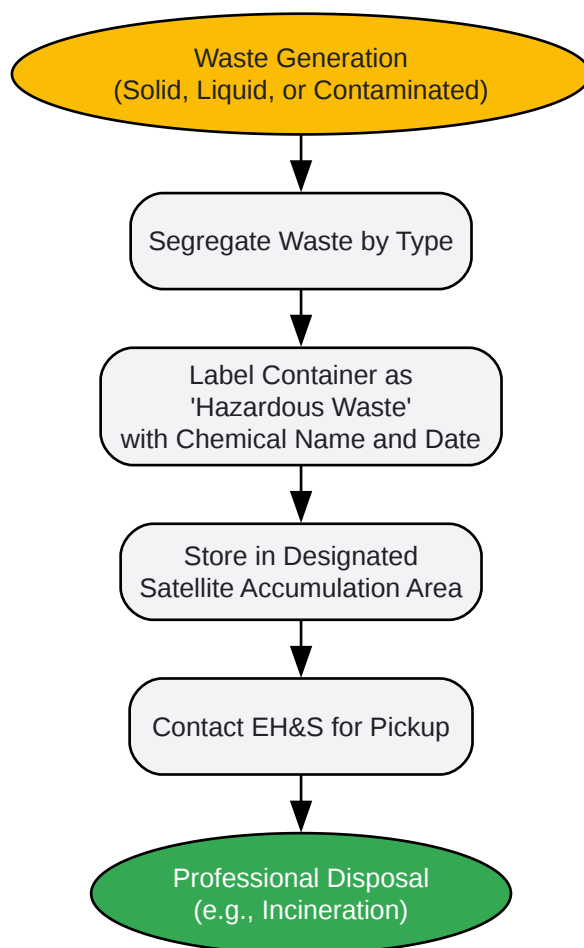 Waste Generation
(Solid, Liquid, or Contaminated)
Segregate Waste by Type
Label Container as
'Hazardous Waste'
with Chemical Name and Date
Store in Designated
Satellite Accumulation Area
Contact EH&S for Pickup
Professional Disposal
(e.g., Incineration)